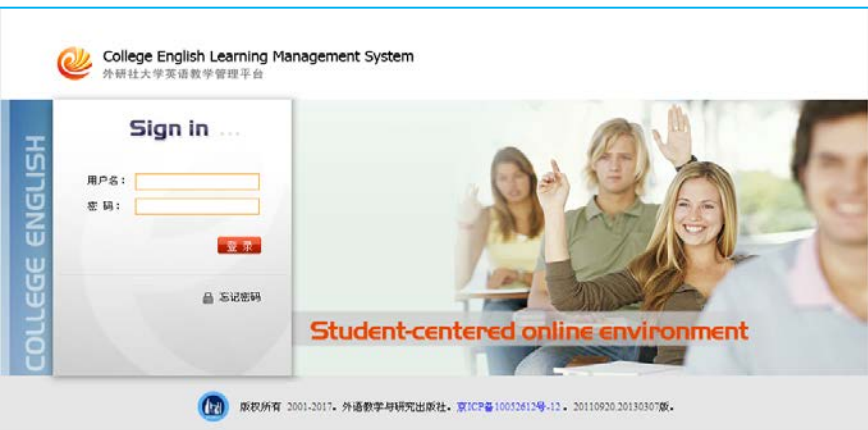 College English Learning Management System
外研社大学英语教学管理平台
COLLEGE ENGLISH
Sign in ...
用户名：
密 码：
登 录
忘记密码
Student-centered online environment
版权所有 2001-2017。外语教学与研究出版社。京ICP备10052612号-12 。20110920.20130307版。